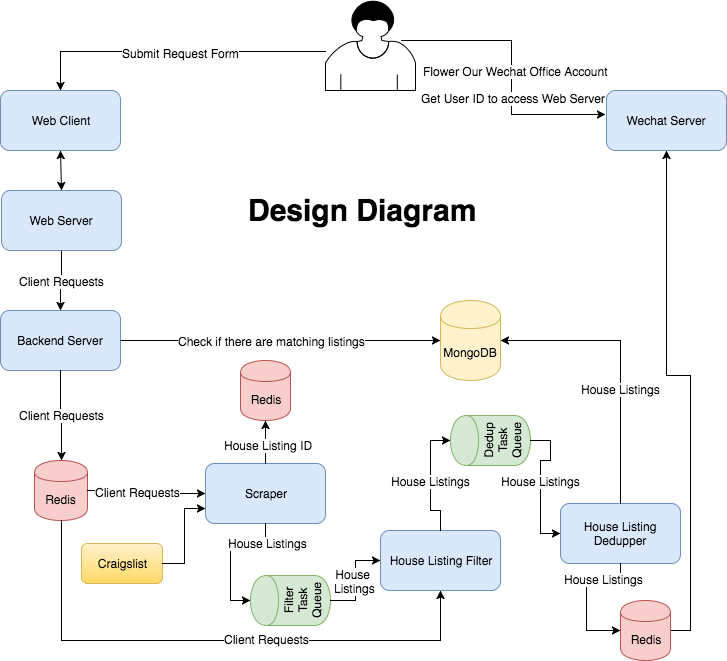 Submit Request Form
Flower Our Wechat Office Account
Get User ID to access Web Server
Web Client
Wechat Server
Web Server
Design Diagram
Client Requests
Backend Server
Check if there are matching listings
MongoDB
Redis
House Listings
Client Requests
House Listing ID
Dedup
Task
Queue
Redis
Client Requests
Scraper
House Listings
House Listings
House Listing
Dedupper
House Listings
Craigslist
House Listing Filter
House
Listings
House Listings
Filter
Task
Queue
Client Requests
Redis